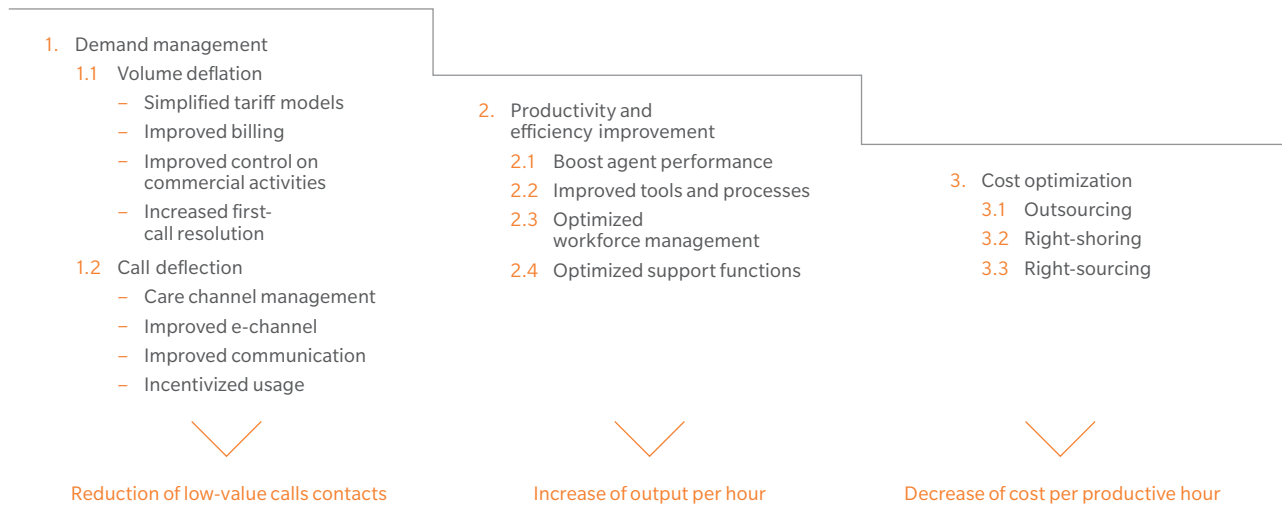 1. Demand management
1.1 Volume deflation
– Simplified tariff models
– Improved billing
– Improved control on
commercial activities
– Increased first-
call resolution
1.2 Call deflection
– Care channel management
– Improved e-channel
– Improved communication
– Incentivized usage
Reduction of low-value calls contacts
2. Productivity and
efficiency improvement
2.1 Boost agent performance
2.2 Improved tools and processes
2.3 Optimized
workforce management
2.4 Optimized support functions
Increase of output per hour
3. Cost optimization
3.1 Outsourcing
3.2 Right-shoring
3.3 Right-sourcing
Decrease of cost per productive hour